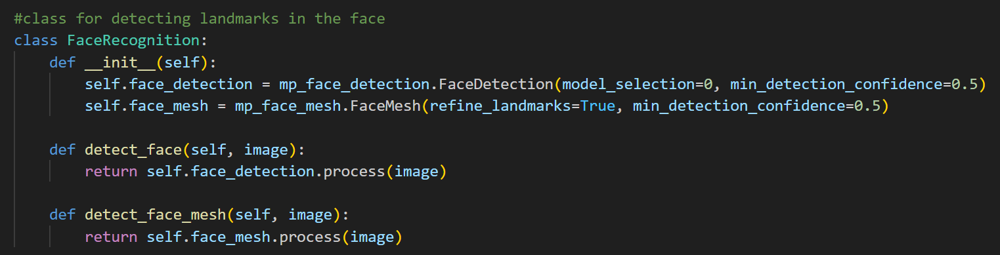 #class for detecting landmarks in the face
class FaceRecognition:
    def __init__(self):
        self.face_detection = mp_face_detection.FaceDetection(model_selection=0, min_detection_confidence=0.5)
        self.face_mesh = mp_face_mesh.FaceMesh(refine_landmarks=True, min_detection_confidence=0.5)

    def detect_face(self, image):
        return self.face_detection.process(image)

    def detect_face_mesh(self, image):
        return self.face_mesh.process(image)